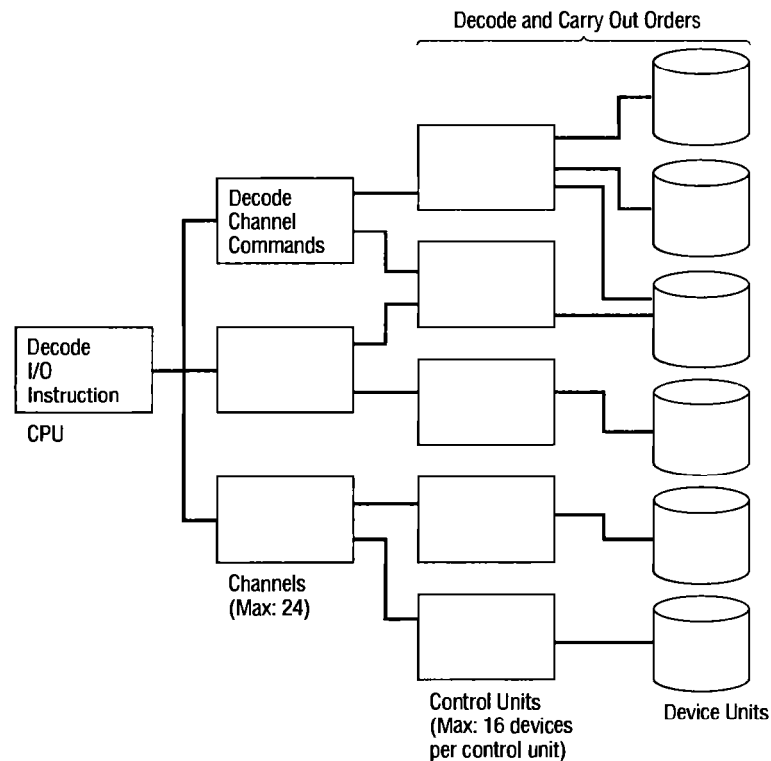 Decode and Carry Out Orders
Decode
Channel
Commands
Decode
I/O
Instruction
CPU
Channels
(Max: 24)
Control Units
(Max: 16 devices
per control unit)
Device Units